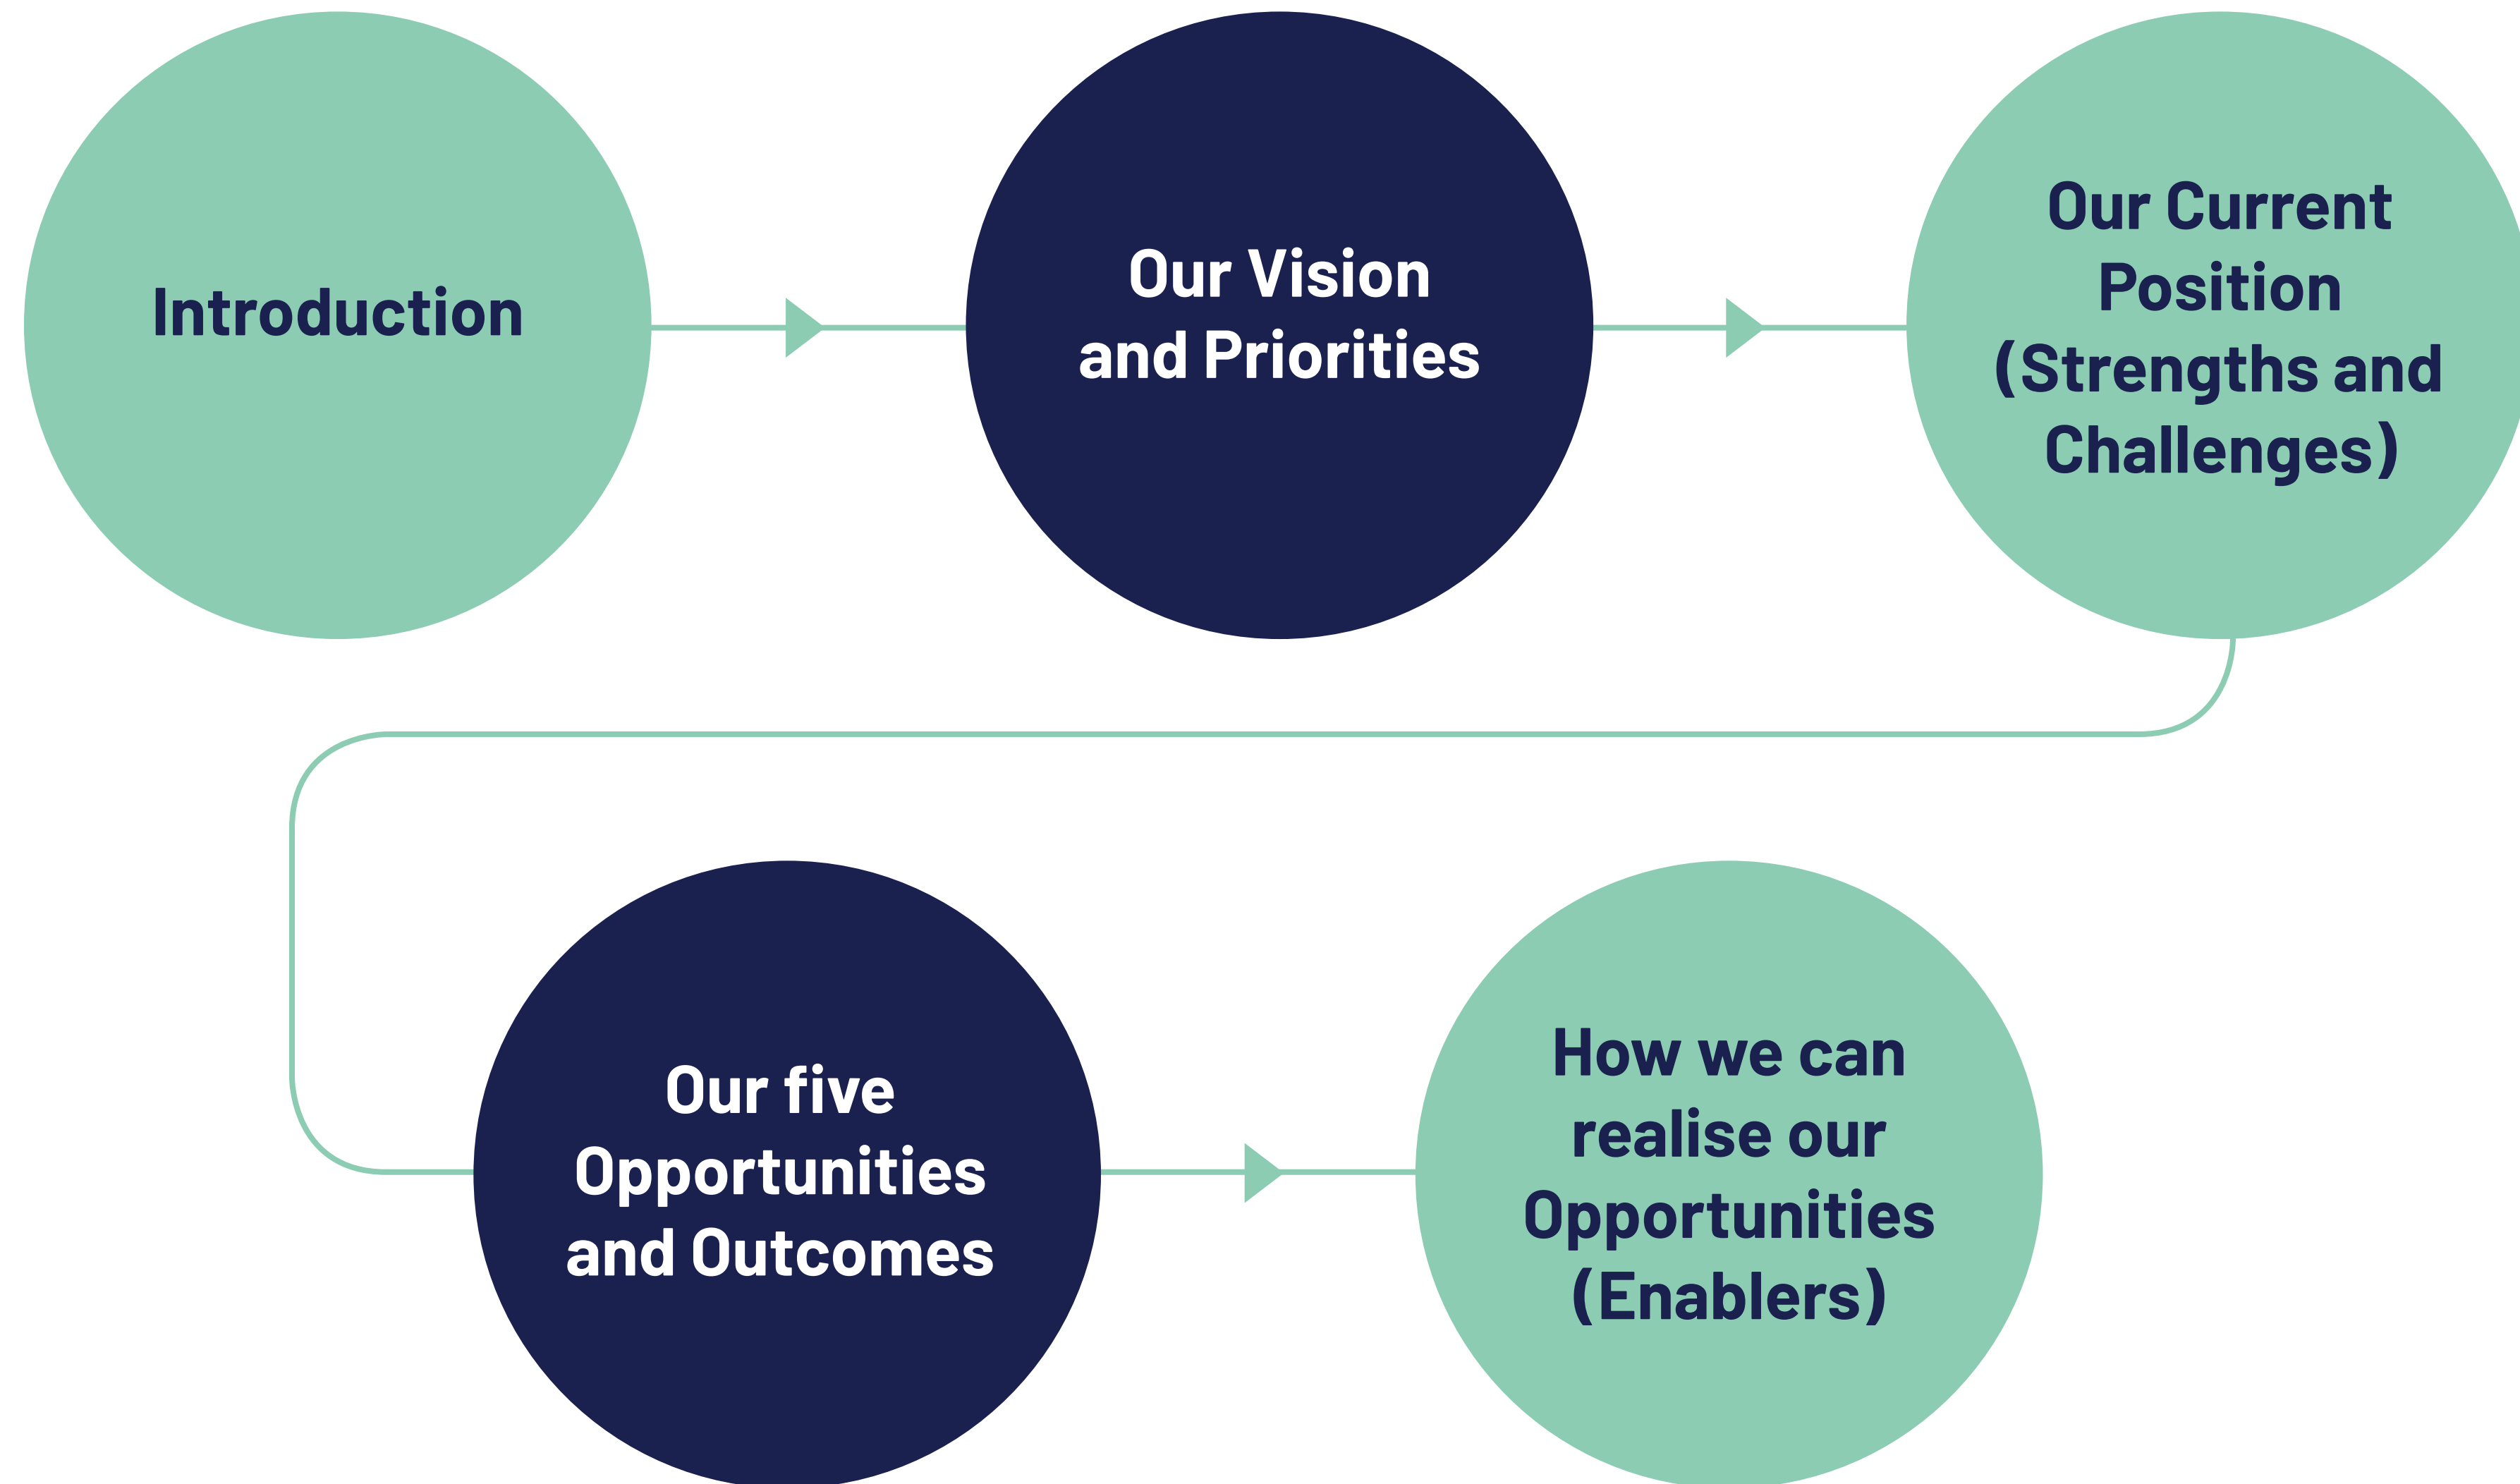 Introduction
Our Vision
and Priorities
Our Current
Position
(Strengths and
Challenges)
Our five
Opportunities
and Outcomes
How we can
realise our
Opportunities
(Enablers)